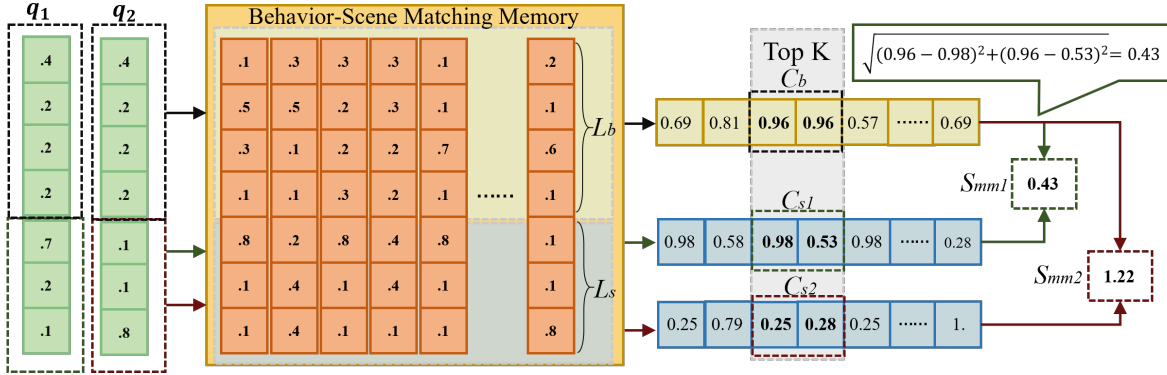 q1 q2
Behavior-Scene Matching Memory
.4 .4 .1 .3 .3 .3 .1 .2
.2 .2 .5 .5 .2 .3 .1 .1
.2 .2 .3 .1 .2 .2 .7 .6
.2 .2 .1 .1 .3 .2 .1 ...... .1
.7 .1 .8 .2 .8 .4 .8 .1
.2 .1 .1 .4 .1 .4 .1 .1
.1 .8 .1 .4 .1 .1 .1 .8
Lb
Ls
Top K
Cb
0.69 0.81 0.96 0.96 0.57 ...... 0.69
Cs1
0.98 0.58 0.98 0.53 0.98 ...... 0.28
Cs2
0.25 0.79 0.25 0.28 0.25 ...... 1.
√(0.96 − 0.98)²+(0.96 − 0.53)²= 0.43
Smm1 0.43
Smm2 1.22